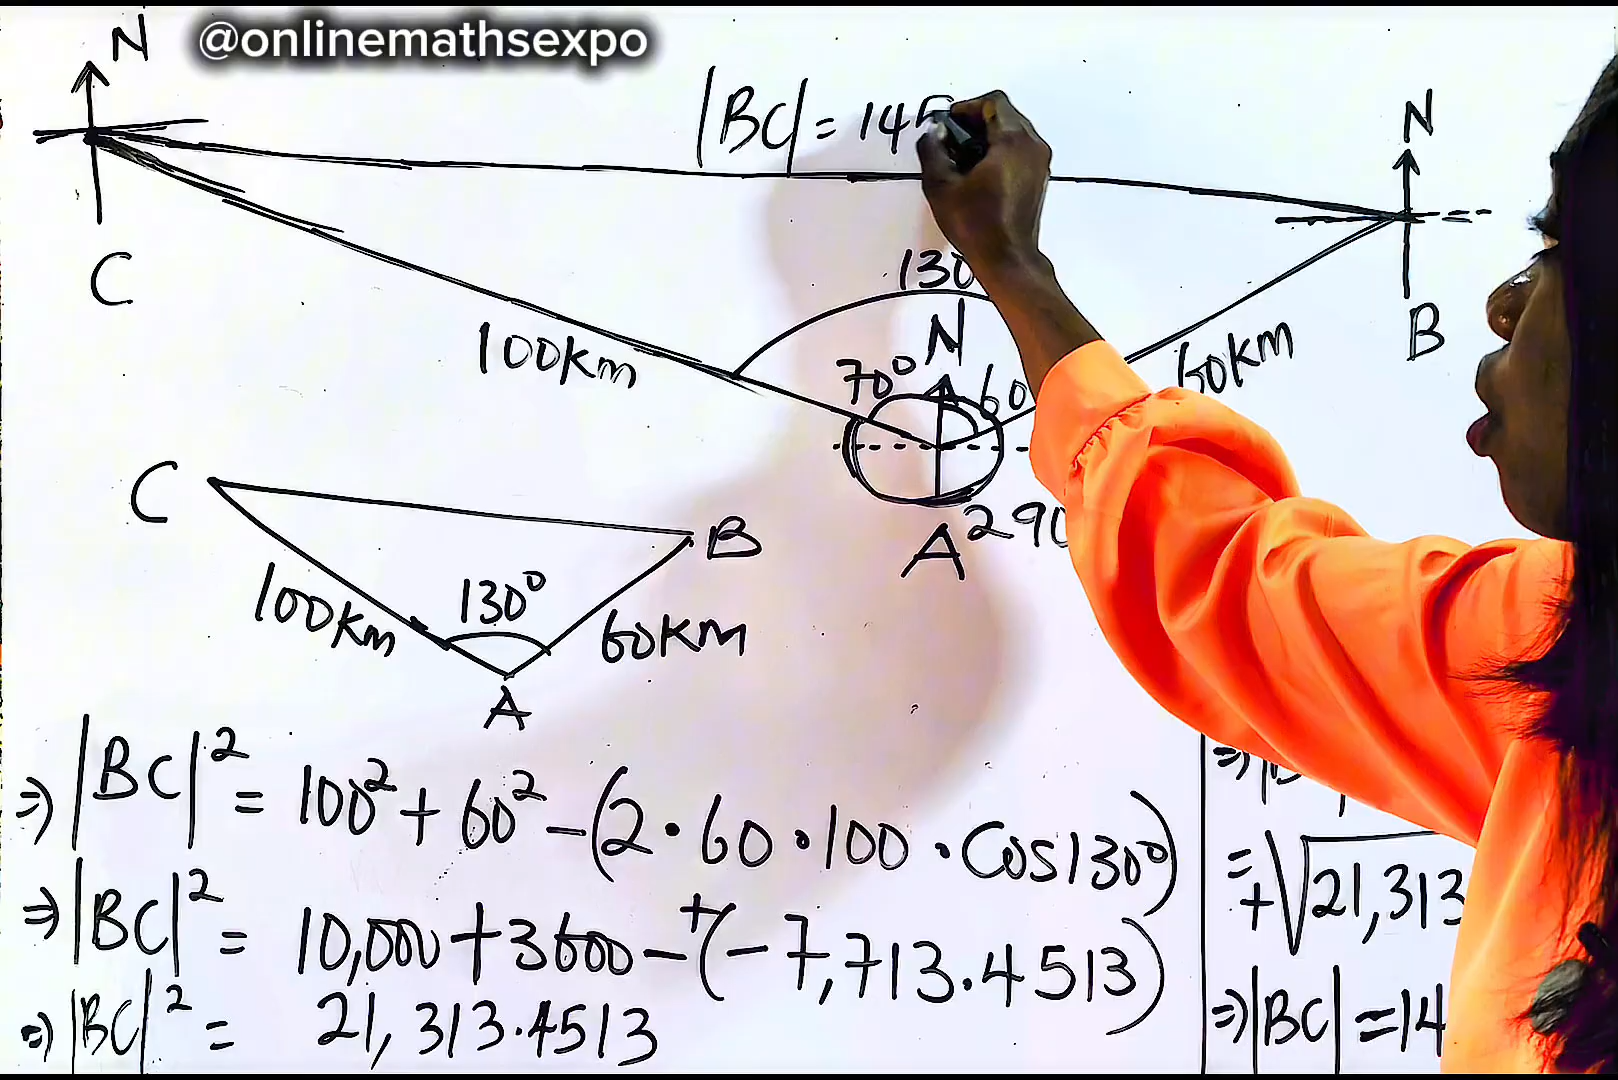 @onlinemathsexpo
N
|BC| = 145
N
130
C
N
B
100Km
70° 60
60Km
A 290
C
B
100Km 130° 60KM
A
⇒ |BC|² = 100² + 60² - (2 · 60 · 100 · Cos130°)
⇒ |BC|² = 10,000 + 3600 - +(-7,713.4513)
⇒ |BC|² = 21,313.4513
= +√21,313
⇒ |BC| = 14